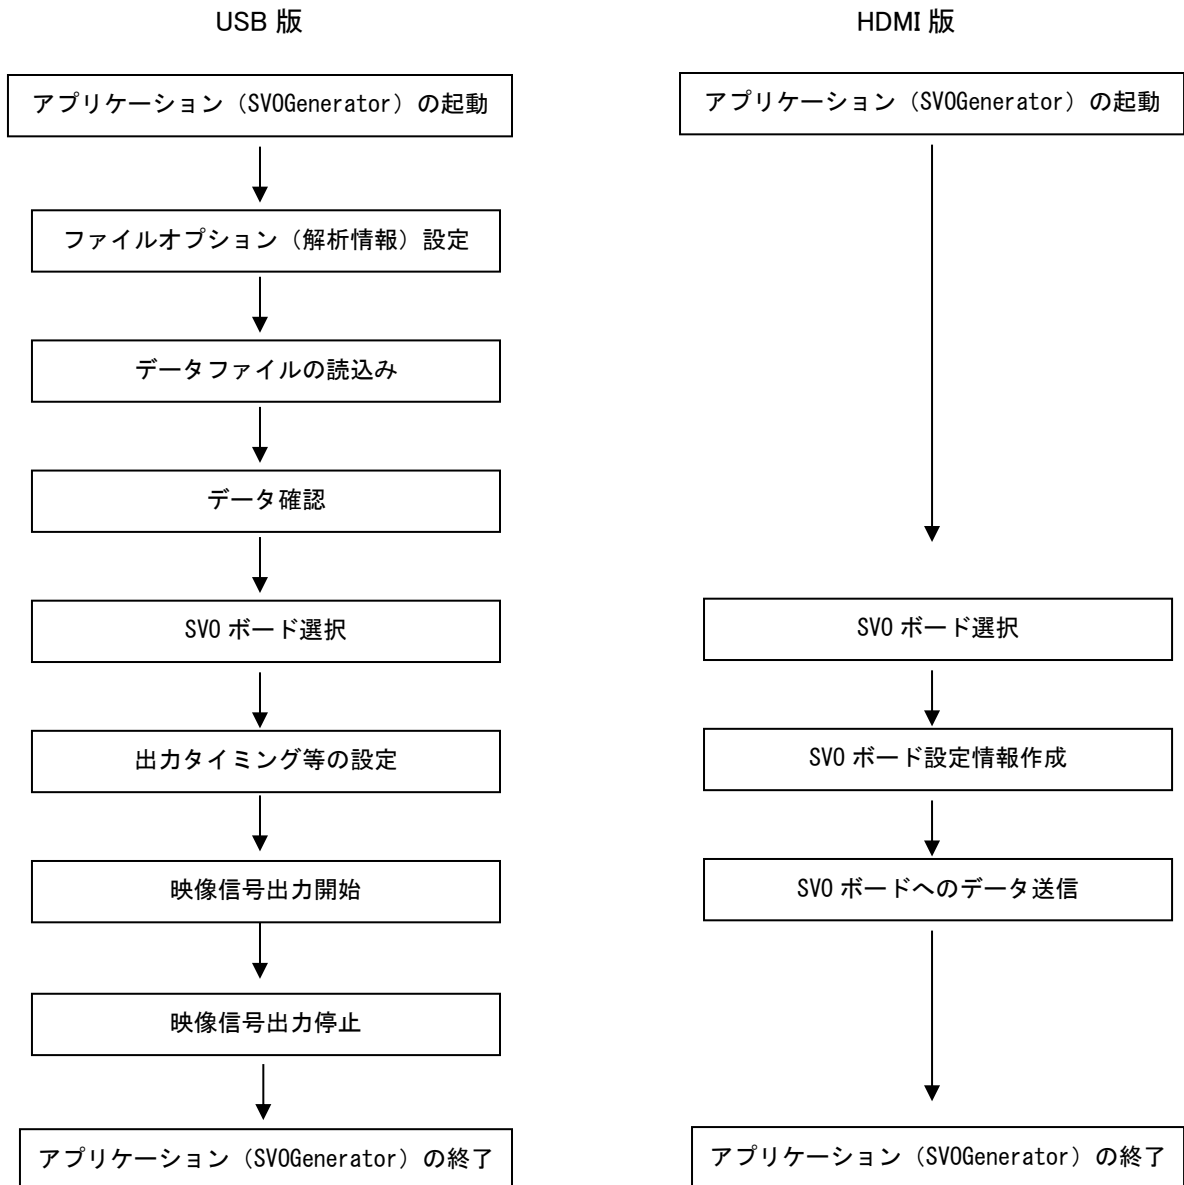 USB 版
アプリケーション（SVOGenerator）の起動
ファイルオプション（解析情報）設定
データファイルの読込み
データ確認
SVO ボード選択
出力タイミング等の設定
映像信号出力開始
映像信号出力停止
アプリケーション（SVOGenerator）の終了
HDMI 版
アプリケーション（SVOGenerator）の起動
SVO ボード選択
SVO ボード設定情報作成
SVO ボードへのデータ送信
アプリケーション（SVOGenerator）の終了